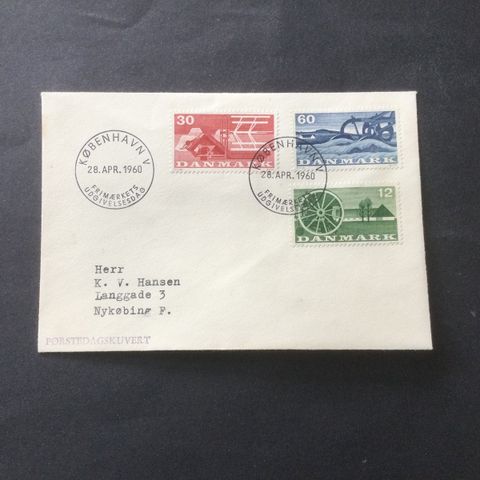 30
DANMARK
60
DANMARK
12
DANMARK
KØBENHAVN V
28. APR. 1960
FRIMÆRKETS
UDGIVELSESDAG
KØBENHAVN V
28. APR. 1960
FRIMÆRKETS
UDGIVELSESDAG
Herr
K. V. Hansen
Langgade 3
Nykøbing F.
FØRSTEDAGSKUVERT